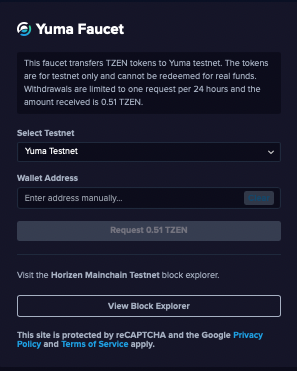 Yuma Faucet
This faucet transfers TZEN tokens to Yuma testnet. The tokens
are for testnet only and cannot be redeemed for real funds.
Withdrawals are limited to one request per 24 hours and the
amount received is 0.51 TZEN.
Select Testnet
Yuma Testnet
Wallet Address
Enter address manually...
Request 0.51 TZEN
Visit the Horizen Mainchain Testnet block explorer.
View Block Explorer
This site is protected by reCAPTCHA and the Google Privacy
Policy and Terms of Service apply.